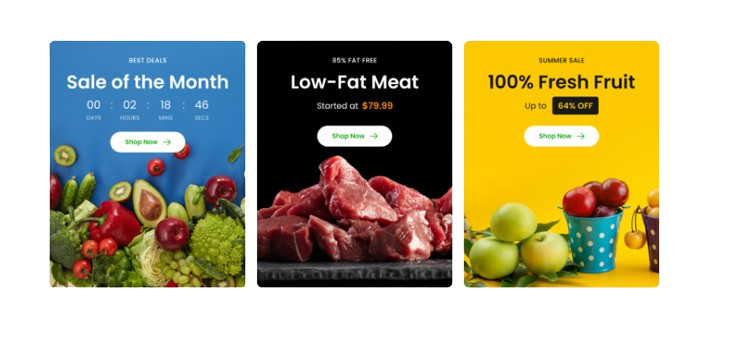 BEST DEALS
Sale of the Month
00 : 02 : 18 : 46
DAYS HOURS MINS SECS
Shop Now →
85% FAT FREE
Low-Fat Meat
Started at $79.99
Shop Now →
SUMMER SALE
100% Fresh Fruit
Up to 64% OFF
Shop Now →